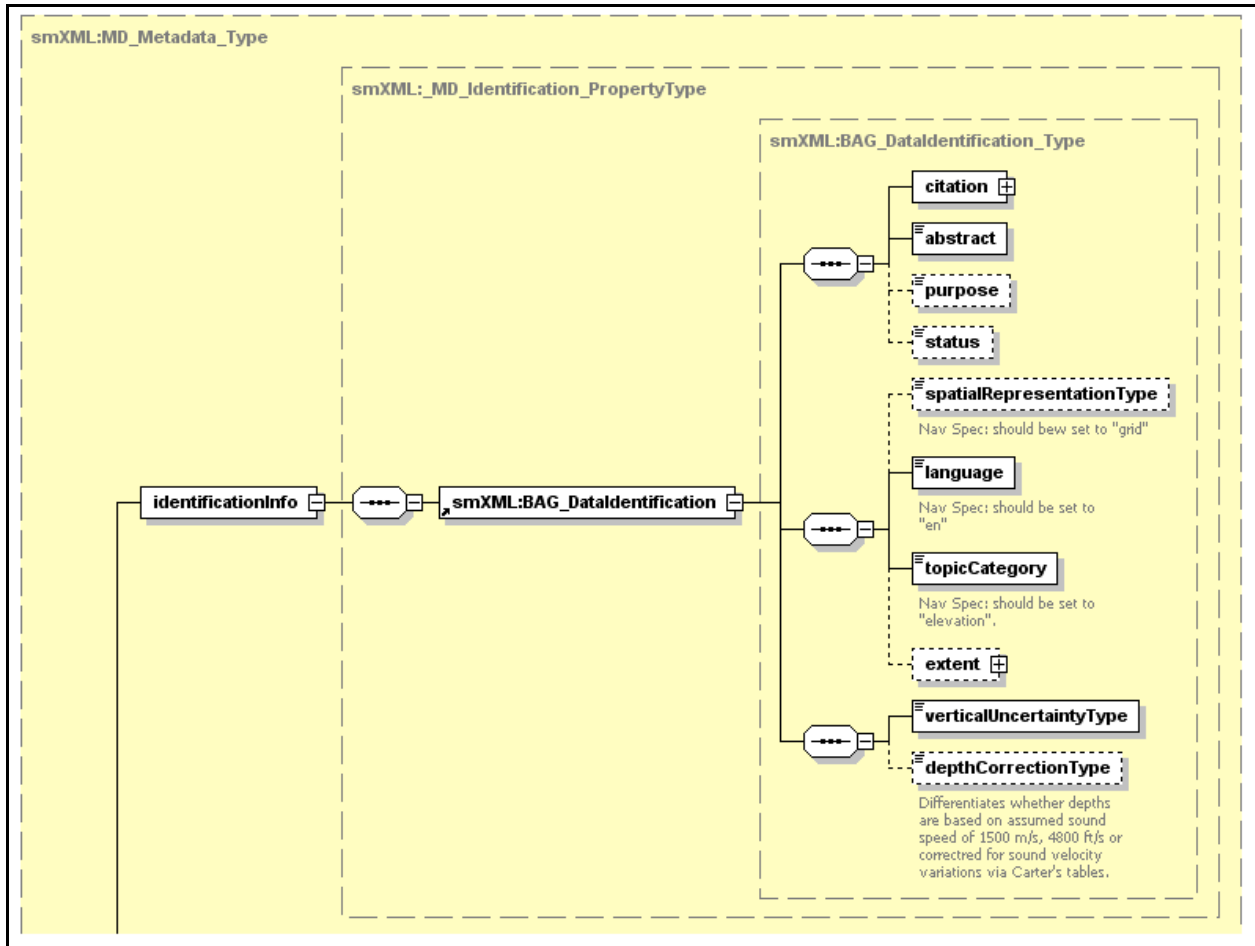 smXML:MD_Metadata_Type
smXML:_MD_Identification_PropertyType
smXML:BAG_DataIdentification_Type
citation
abstract
purpose
status
spatialRepresentationType
Nav Spec: should bew set to "grid"
language
Nav Spec: should be set to
"en"
identificationInfo
smXML:BAG_DataIdentification
topicCategory
Nav Spec: should be set to
"elevation".
extent
verticalUncertaintyType
depthCorrectionType
Differentiates whether depths
are based on assumed sound
speed of 1500 m/s, 4800 ft/s or
correctred for sound velocity
variations via Carter's tables.